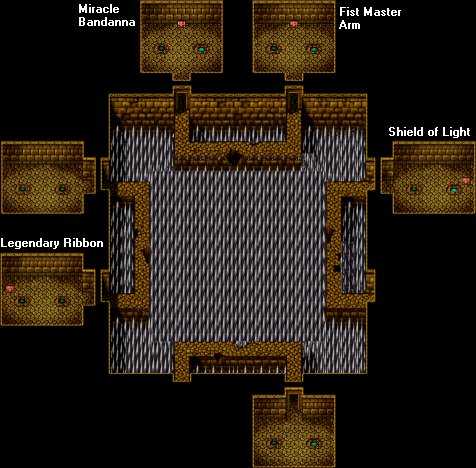 Miracle
Bandanna
Fist Master
Arm
Shield of Light
Legendary Ribbon